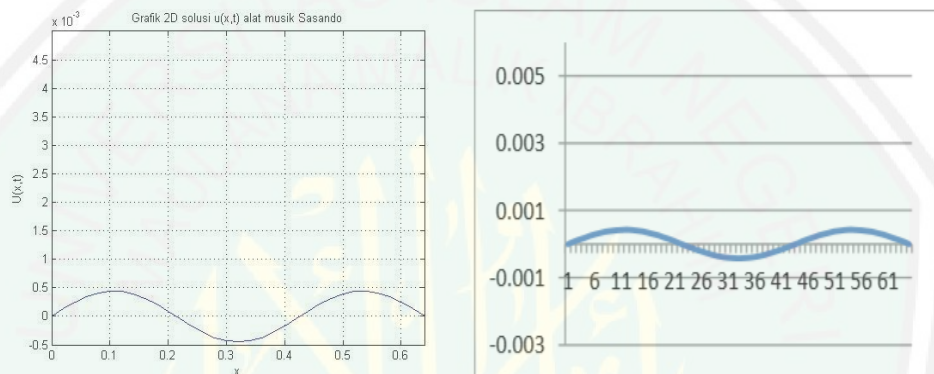 x 10⁻³
Grafik 2D solusi u(x,t) alat musik Sasando
4.5
4
3.5
3
2.5
2
1.5
1
0.5
0
-0.5
U(x,t)
0 0.1 0.2 0.3 0.4 0.5 0.6
x
0.005
0.003
0.001
-0.001
-0.003
1 6 11 16 21 26 31 36 41 46 51 56 61